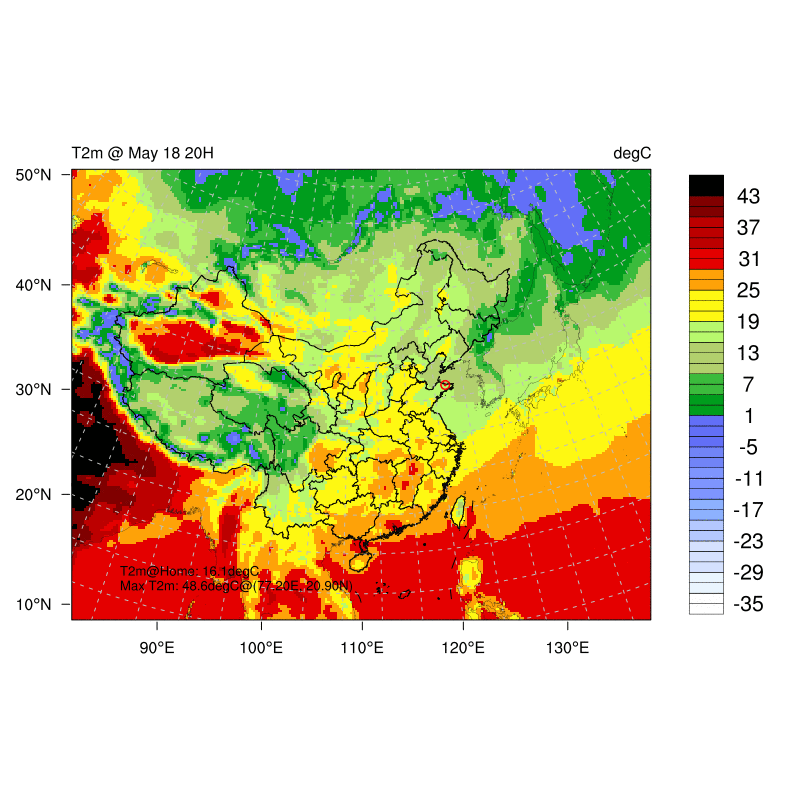 T2m @ May 18 20H
degC
50°N
40°N
30°N
20°N
10°N
90°E
100°E
110°E
120°E
130°E
43
37
31
25
19
13
7
1
-5
-11
-17
-23
-29
-35
T2m@Home: 16.1degC
Max T2m: 48.6degC@(77.20E, 20.90N)